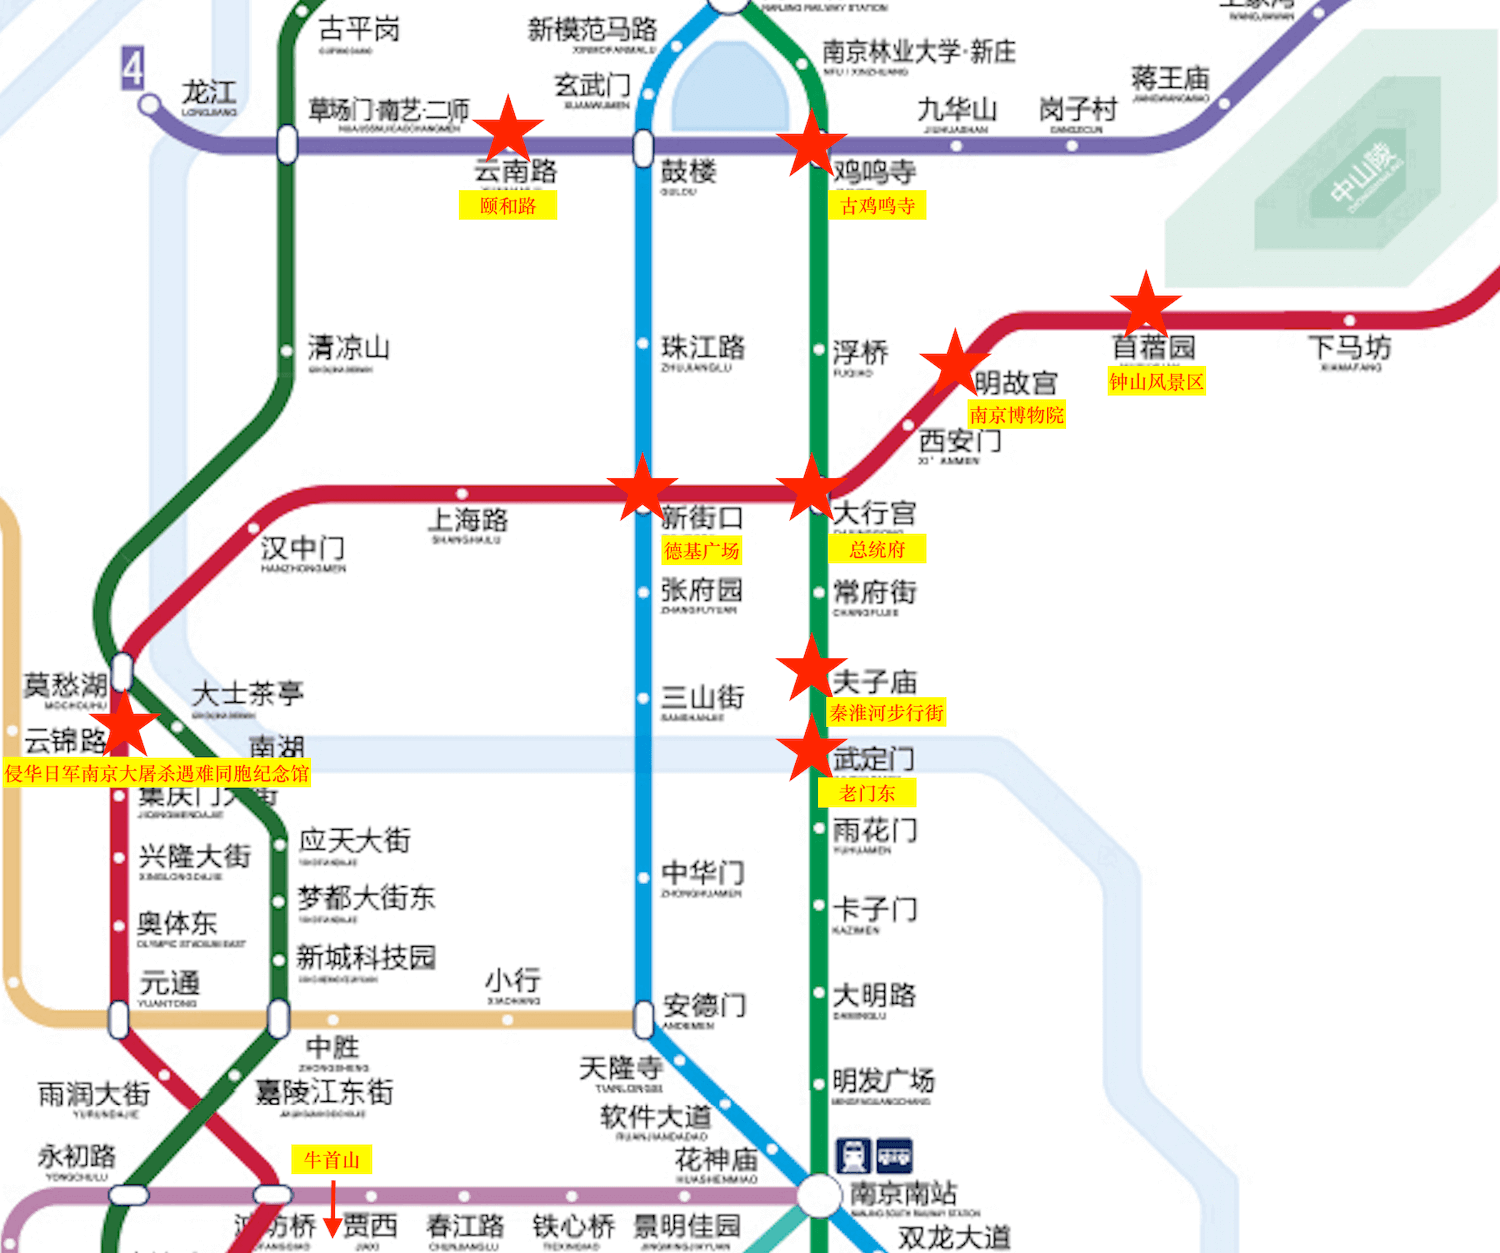 NANJING RAILWAY STATION
古平岗
GUPINGGANG
新模范马路
XINMOFANMALU
南京林业大学·新庄
NFU / XINZHUANG
4
龙江
LONGJIANG
玄武门
XUANWUMEN
蒋王庙
JIANGWANGMIAO
草场门·南艺·二师
九华山
JIUHUASHAN
岗子村
GANGZICUN
中山陵
云南路
颐和路
鼓楼
GULOU
鸡鸣寺
古鸡鸣寺
清凉山
珠江路
ZHUJIANGLU
浮桥
FUQIAO
苜蓿园
钟山风景区
下马坊
XIAMAFANG
明故宫
南京博物院
西安门
XI'ANMEN
上海路
SHANGHAILU
新街口
德基广场
大行宫
总统府
汉中门
HANZHONGMEN
张府园
ZHANGFUYUAN
常府街
CHANGFUJIE
莫愁湖
MOCHOUHU
大士茶亭
三山街
SANSHANJIE
夫子庙
秦淮河步行街
云锦路
南湖
武定门
侵华日军南京大屠杀遇难同胞纪念馆
老门东
集庆门大街
JIQINGMENDAJIE
应天大街
雨花门
YUHUAMEN
兴隆大街
XINGLONGDAJIE
中华门
ZHONGHUAMEN
梦都大街东
卡子门
KAZIMEN
奥体东
OLYMPIC STADIUM EAST
新城科技园
元通
YUANTONG
小行
XIAOHANG
安德门
ANDEMEN
大明路
DAMINGLU
中胜
ZHONGSHENG
天隆寺
TIANLONGSI
雨润大街
YURUNDAJIE
嘉陵江东街
明发广场
MINGFAGUANGCHANG
软件大道
RUANJIANDADAO
永初路
YONGCHULU
牛首山
花神庙
HUASHENMIAO
南京南站
NANJING SOUTH RAILWAY STATION
贾西
JIAXI
春江路
CHUNJIANGLU
铁心桥
TIEXINQIAO
景明佳园
JINGMINGJIAYUAN
双龙大道